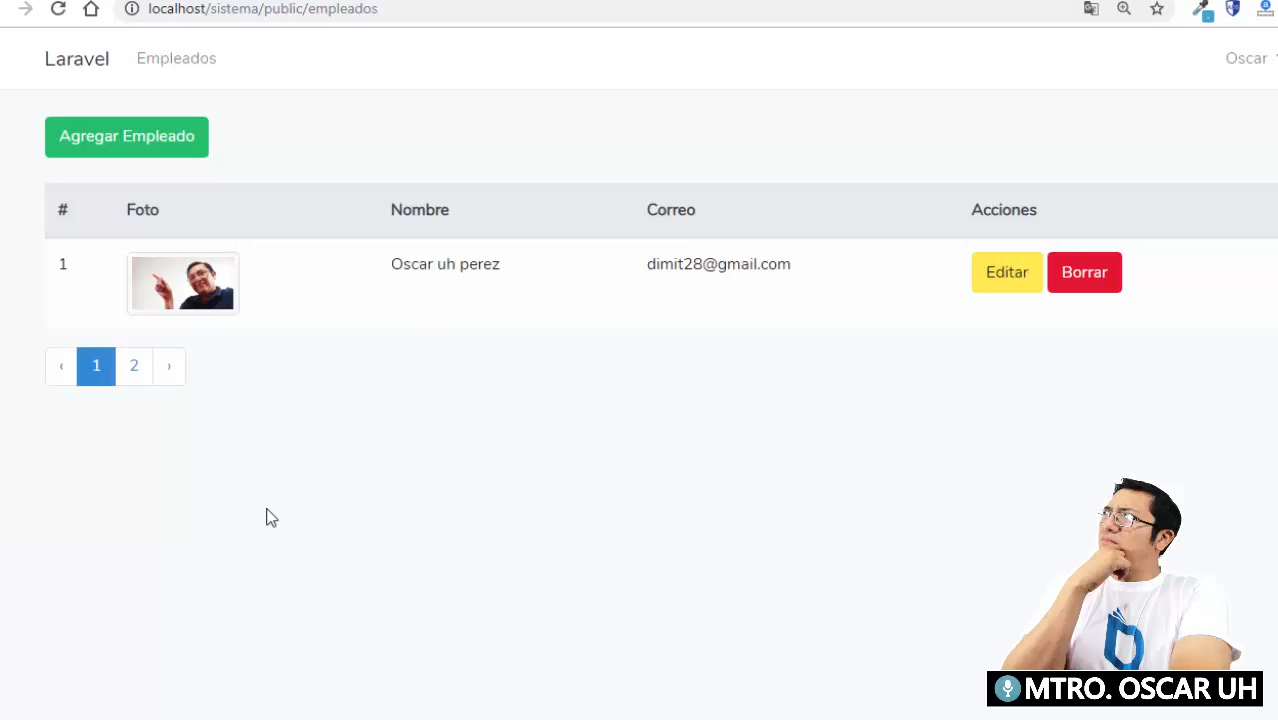 localhost/sistema/public/empleados
Laravel Empleados Oscar
Agregar Empleado
# Foto Nombre Correo Acciones
1 Oscar uh perez dimit28@gmail.com Editar Borrar
‹ 1 2 ›
MTRO. OSCAR UH